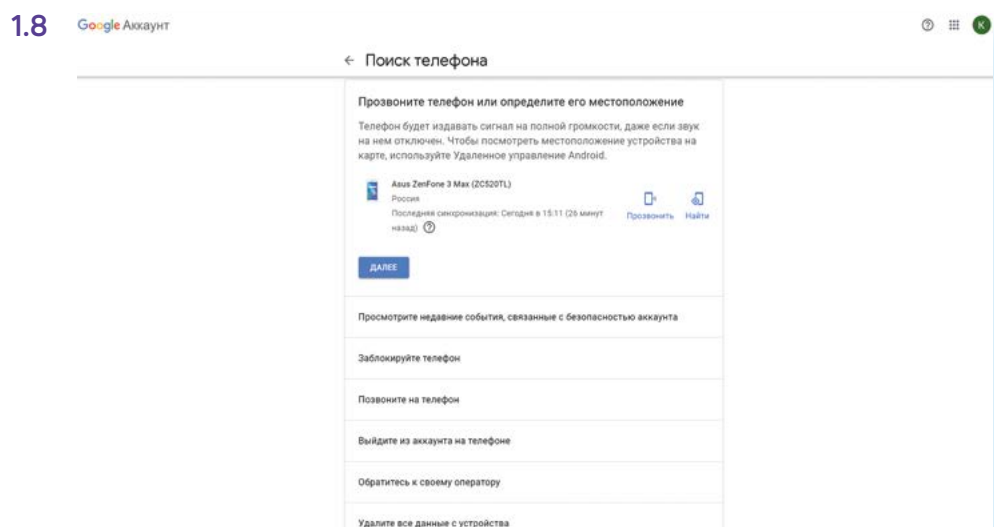 1.8
Google Аккаунт
K
← Поиск телефона
Прозвоните телефон или определите его местоположение
Телефон будет издавать сигнал на полной громкости, даже если звук
на нем отключен. Чтобы посмотреть местоположение устройства на
карте, используйте Удаленное управление Android.
Asus ZenFone 3 Max (ZC520TL)
Россия
Последняя синхронизация: Сегодня в 15:11 (26 минут
назад)
Прозвонить Найти
ДАЛЕЕ
Просмотрите недавние события, связанные с безопасностью аккаунта
Заблокируйте телефон
Позвоните на телефон
Выйдите из аккаунта на телефоне
Обратитесь к своему оператору
Удалите все данные с устройства